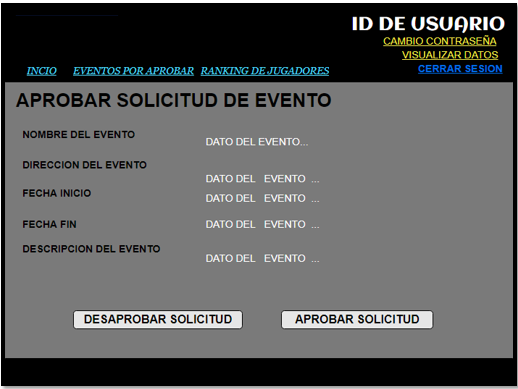 ID DE USUARIO
CAMBIO CONTRASEÑA
VISUALIZAR DATOS
INCIO EVENTOS POR APROBAR RANKING DE JUGADORES CERRAR SESION
APROBAR SOLICITUD DE EVENTO
NOMBRE DEL EVENTO DATO DEL EVENTO...
DIRECCION DEL EVENTO DATO DEL EVENTO ...
FECHA INICIO DATO DEL EVENTO ...
FECHA FIN DATO DEL EVENTO ...
DESCRIPCION DEL EVENTO DATO DEL EVENTO ...
DESAPROBAR SOLICITUD APROBAR SOLICITUD